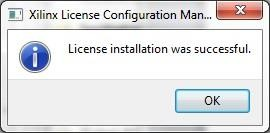 Xilinx License Configuration Man...
License installation was successful.
OK